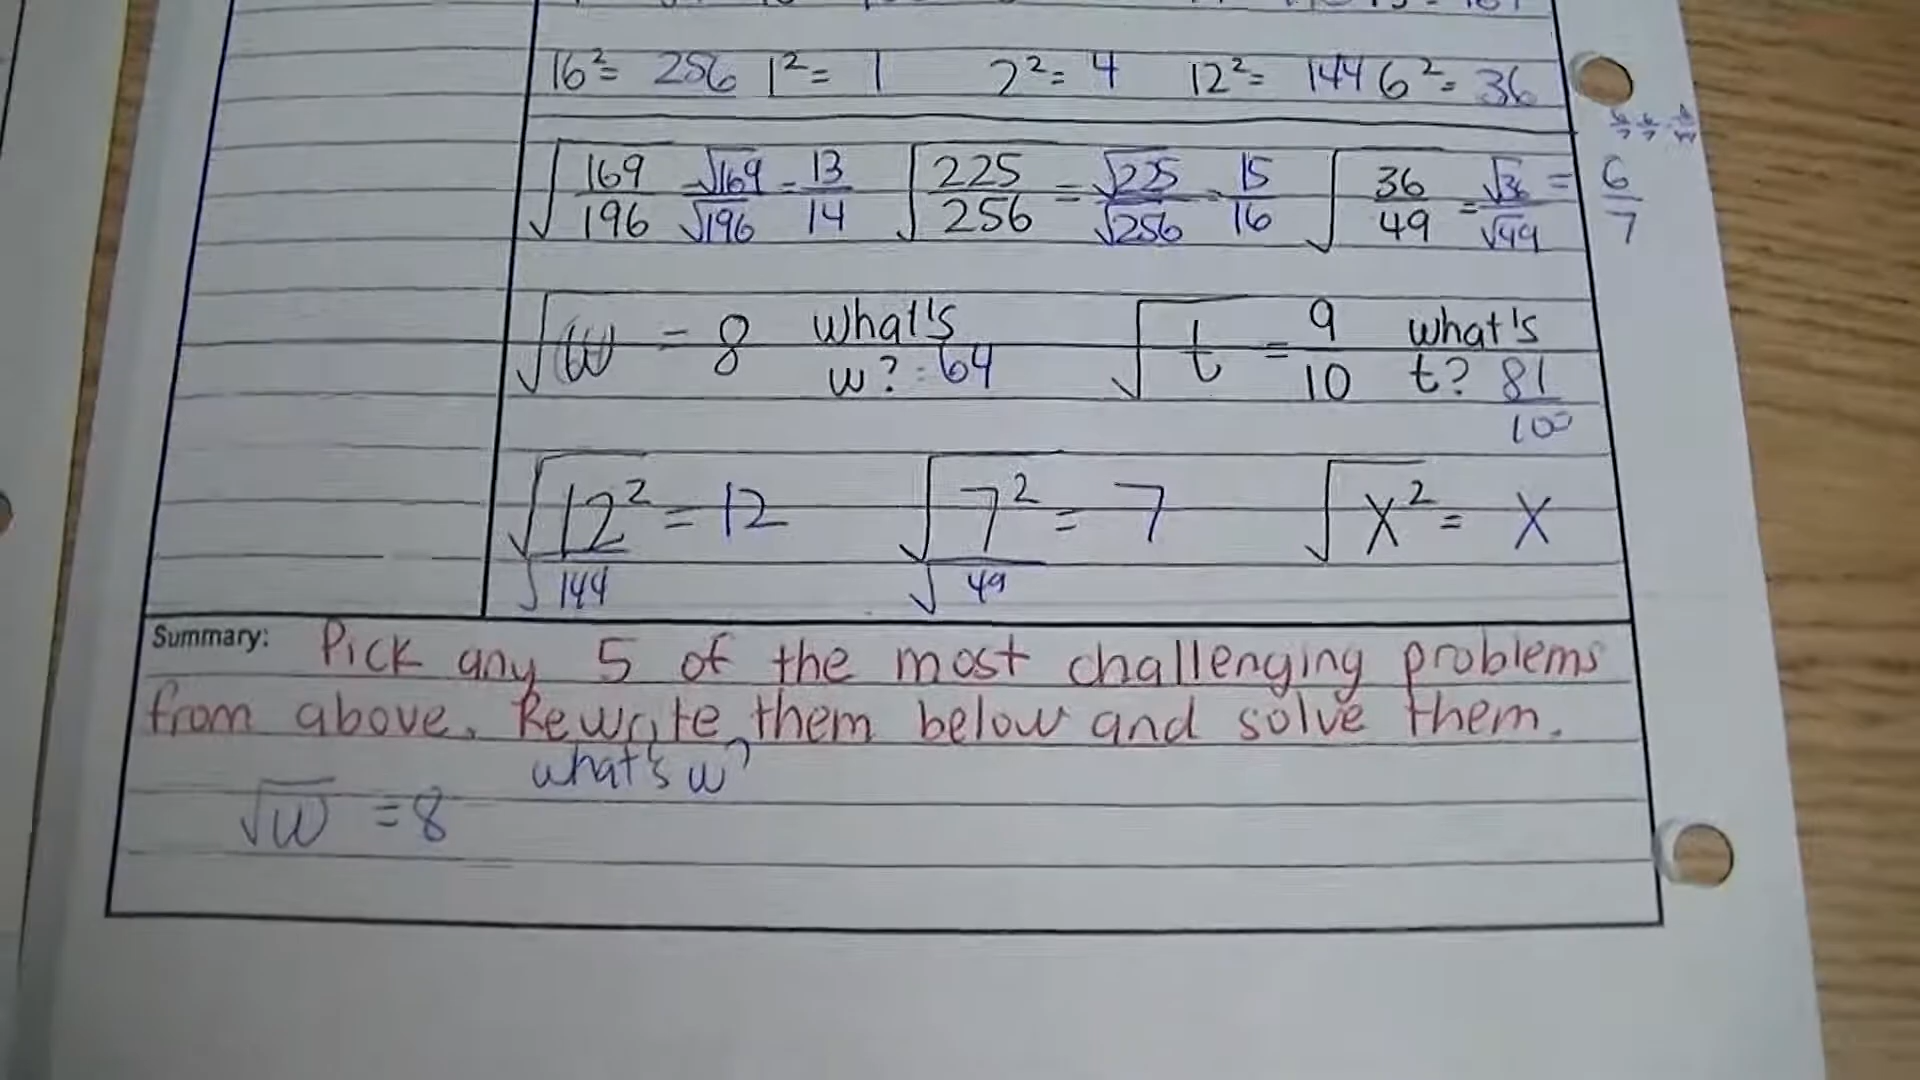 16² = 256 1² = 1 2² = 4 12² = 144 6² = 36
√(169/196) √169/√196 = 13/14 √(225/256) = √225/√256 = 15/16 √(36/49) = √36/√49 = 6/7
√w = 8 what's w? = 64 √t = 9/10 what's t? 81/100
√12² = 12 √7² = 7 √x² = x
√144 √49
Summary: Pick any 5 of the most challenging problems
from above. Rewrite them below and solve them.
what's w?
√w = 8